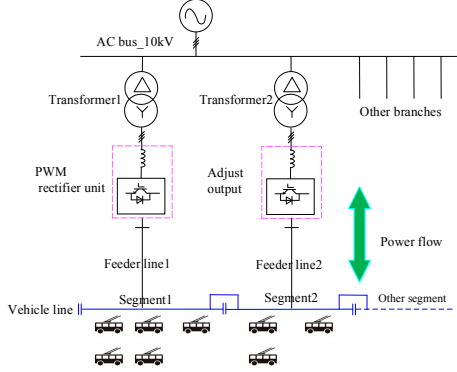 AC bus_10kV
Transformer1
Transformer2
Other branches
PWM
rectifier unit
Adjust
output
Power flow
Feeder line1
Feeder line2
Segment1
Segment2
Other segment
Vehicle line